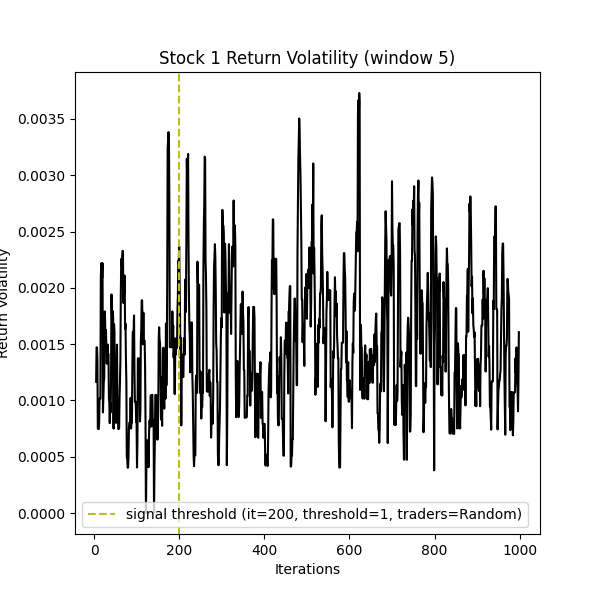 Stock 1 Return Volatility (window 5)
Return Volatility
0.0035
0.0030
0.0025
0.0020
0.0015
0.0010
0.0005
0.0000
signal threshold (it=200, threshold=1, traders=Random)
0 200 400 600 800 1000
Iterations